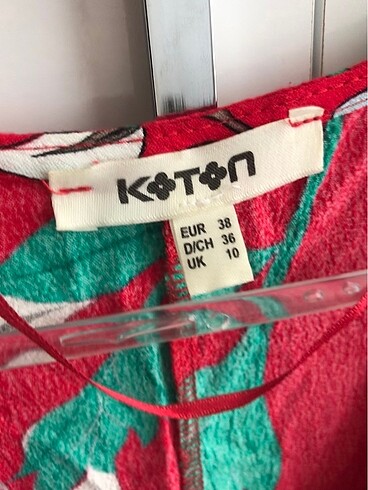 KOTON
EUR 38
D/CH 36
UK 10